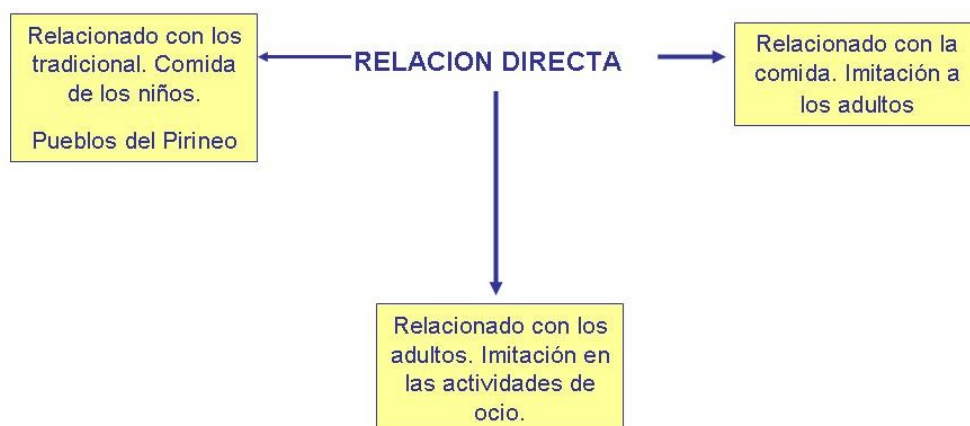 Relacionado con los
tradicional. Comida
de los niños.
Pueblos del Pirineo
RELACION DIRECTA
Relacionado con la
comida. Imitación a
los adultos
Relacionado con los
adultos. Imitación en
las actividades de
ocio.